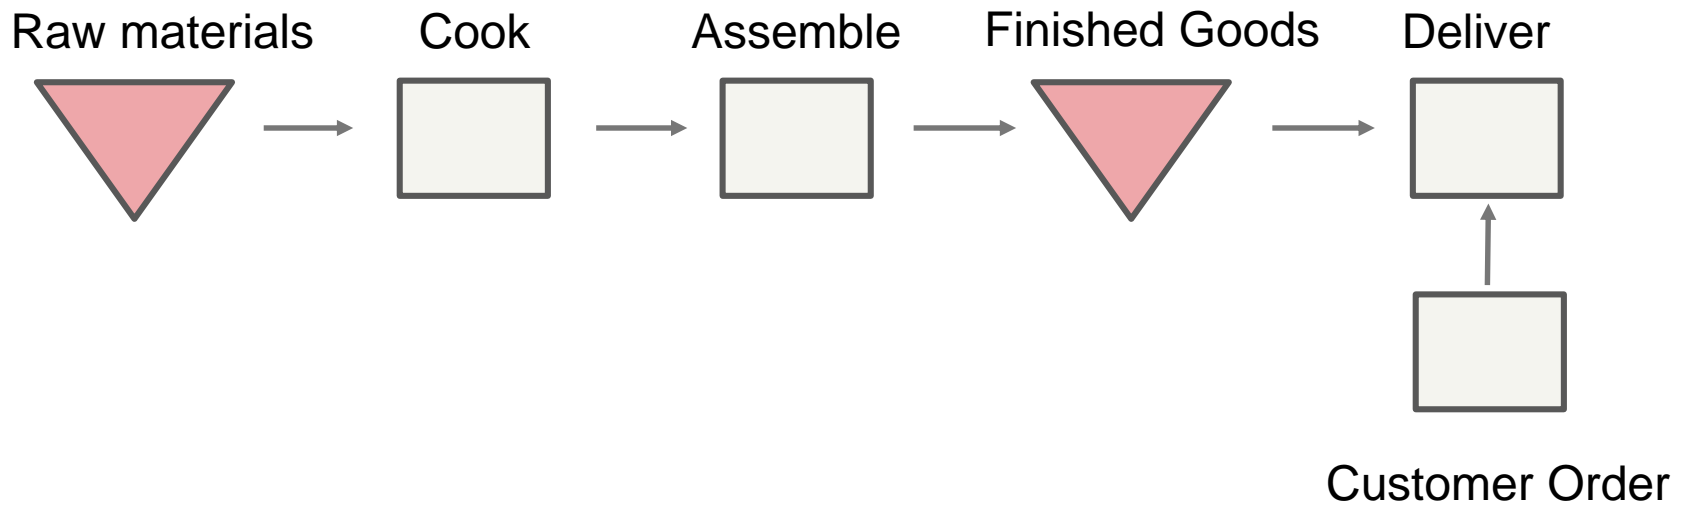 Raw materials
Cook
Assemble
Finished Goods
Deliver
Customer Order